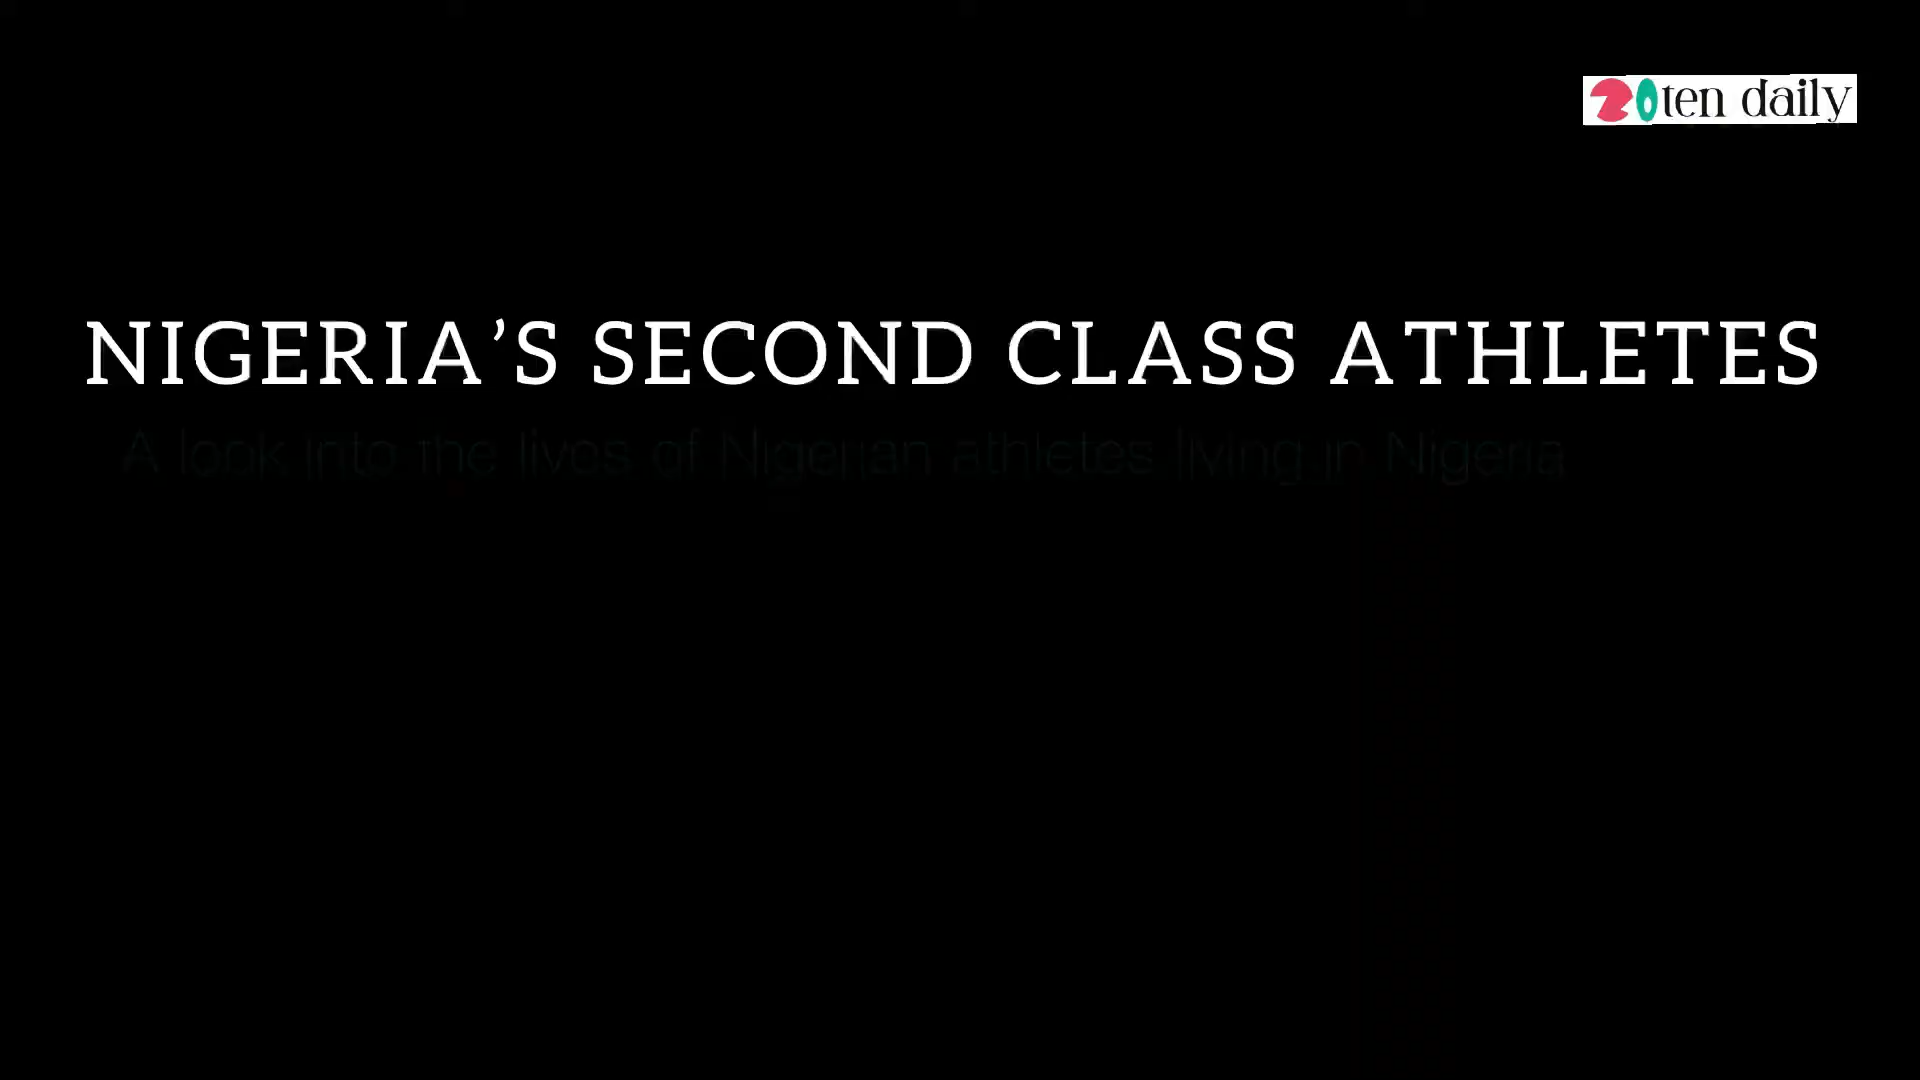 20ten daily
NIGERIA’S SECOND CLASS ATHLETES
A look into the lives of Nigerian athletes living in Nigeria